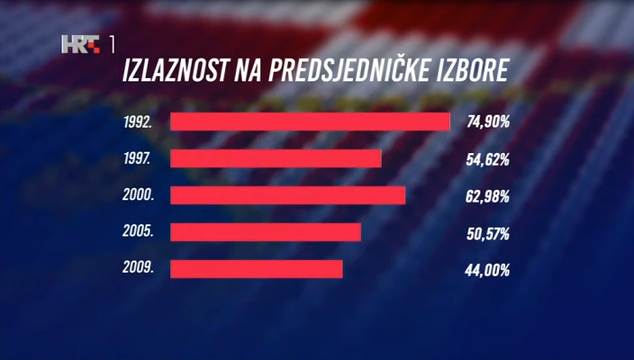 HRT 1
IZLAZNOST NA PREDSJEDNIČKE IZBORE
1992. 74,90%
1997. 54,62%
2000. 62,98%
2005. 50,57%
2009. 44,00%